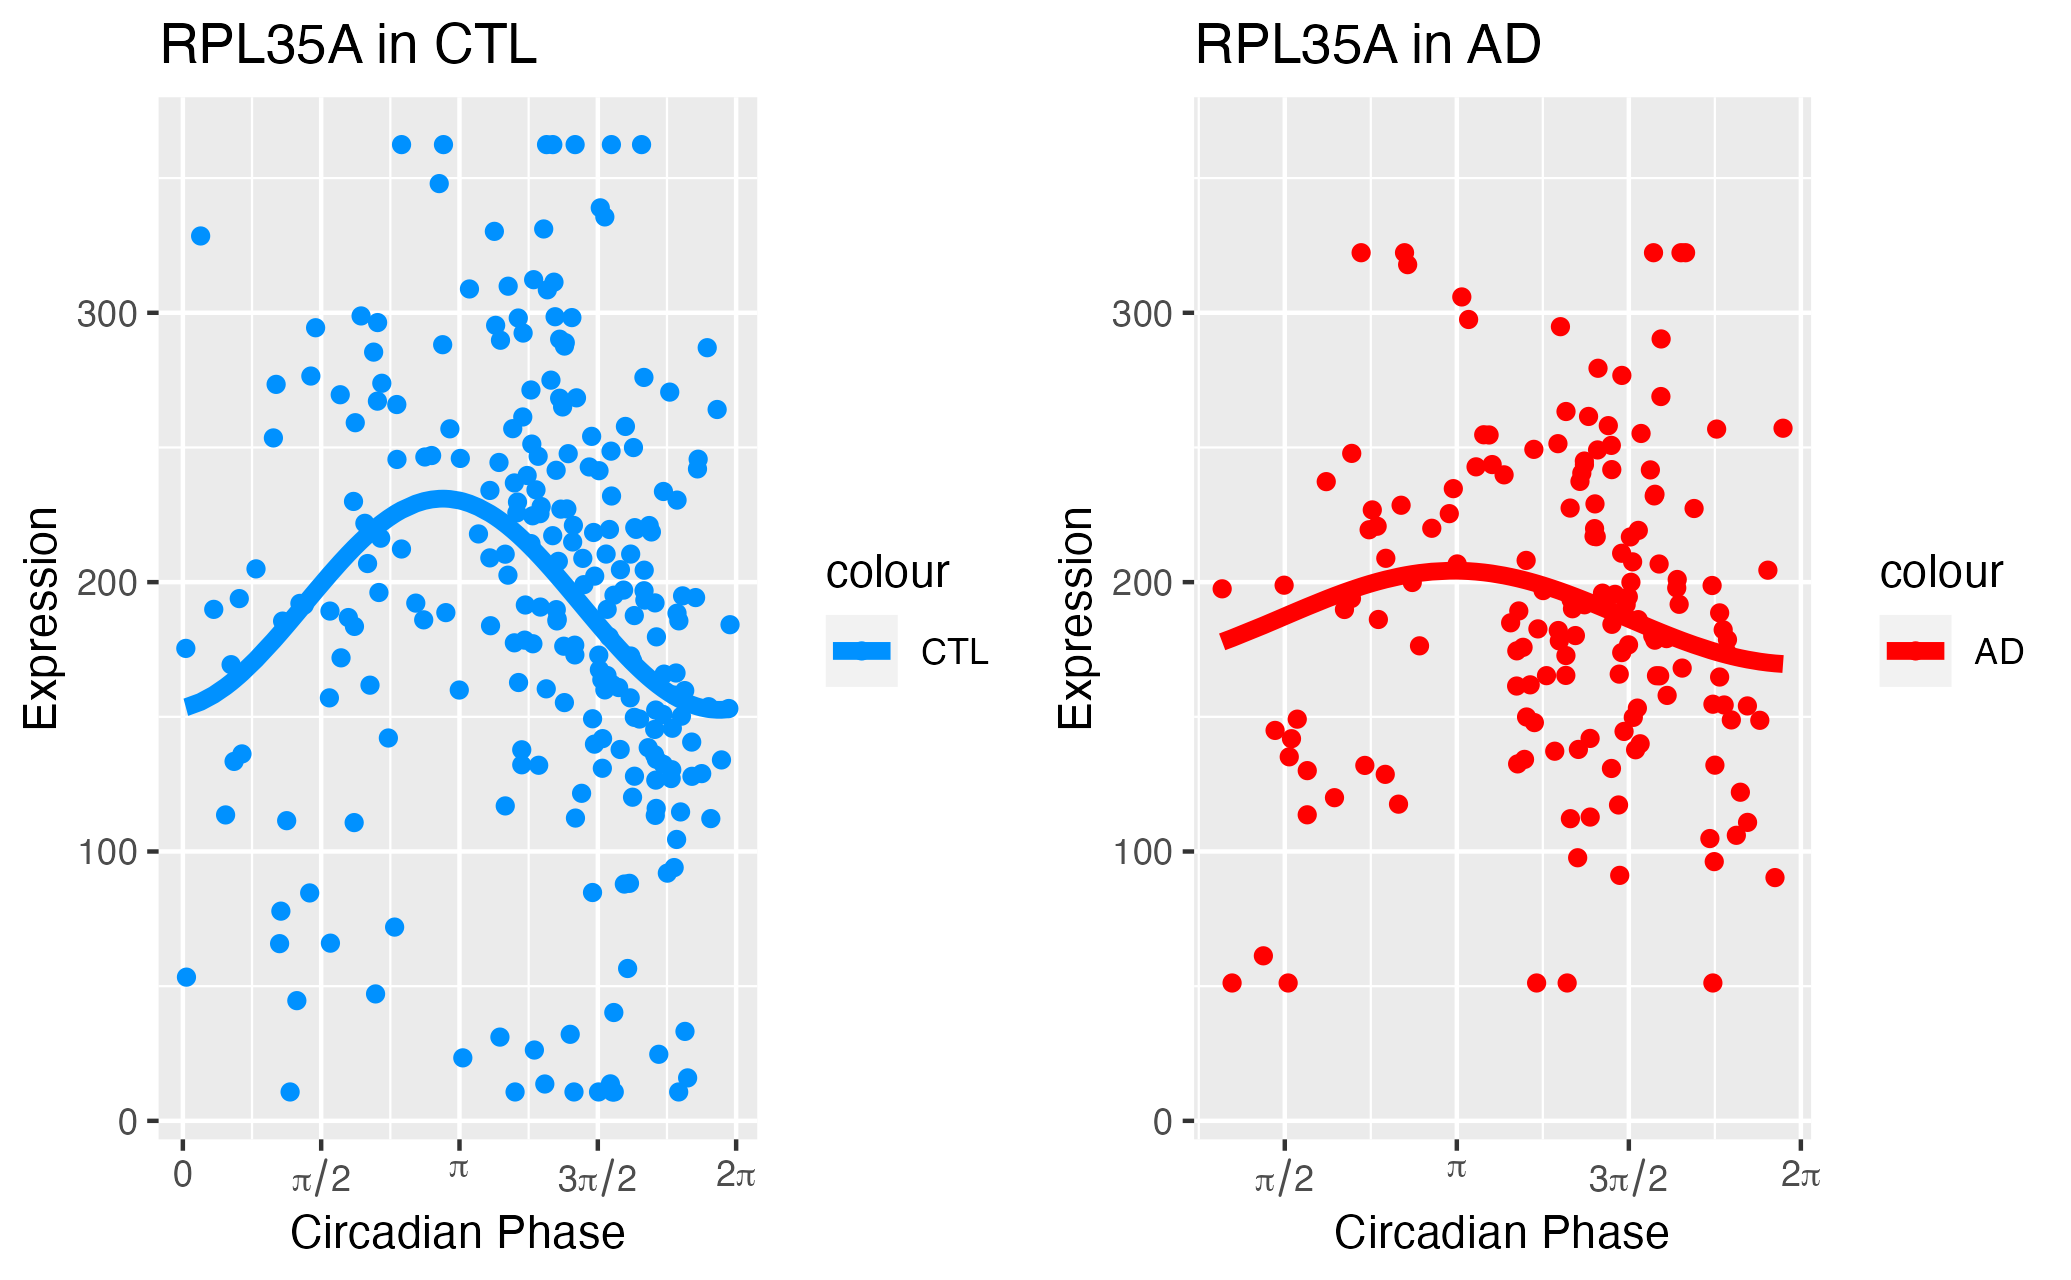 RPL35A in CTL
Expression
300
200
100
0
0 π/2 π 3π/2 2π
Circadian Phase
colour
CTL
RPL35A in AD
Expression
300
200
100
0
π/2 π 3π/2 2π
Circadian Phase
colour
AD